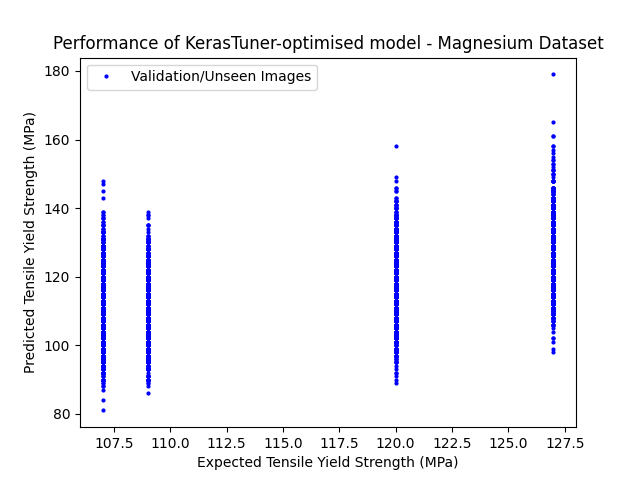 Performance of KerasTuner-optimised model - Magnesium Dataset
Validation/Unseen Images
180
160
140
120
100
80
Predicted Tensile Yield Strength (MPa)
107.5 110.0 112.5 115.0 117.5 120.0 122.5 125.0 127.5
Expected Tensile Yield Strength (MPa)